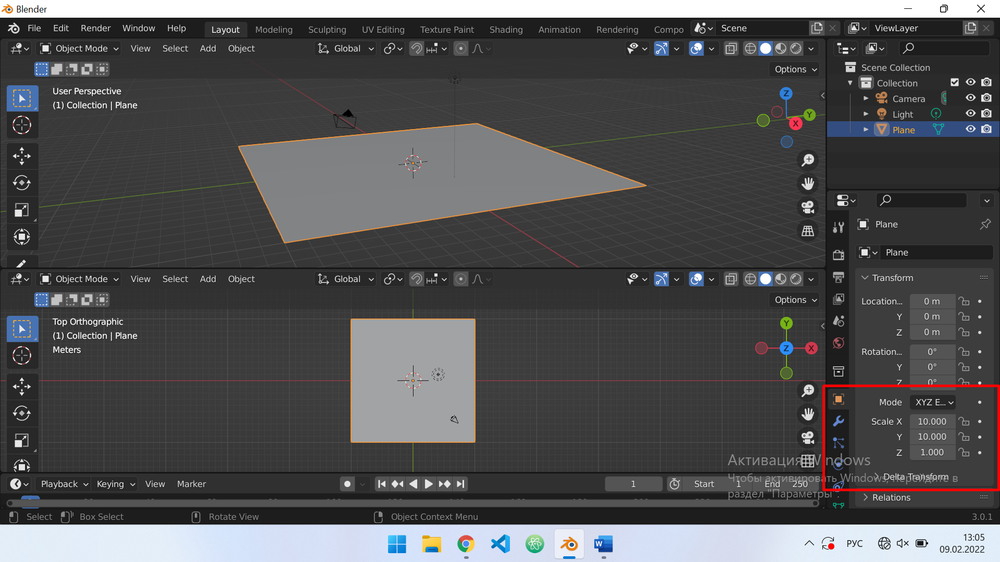 Blender
File Edit Render Window Help Layout Modeling Sculpting UV Editing Texture Paint Shading Animation Rendering Compo Scene ViewLayer
Object Mode View Select Add Object Global
Options
User Perspective
(1) Collection | Plane
Z
Y
X
Scene Collection
Collection
Camera
Light
Plane
Plane
Plane
Transform
Location... 0 m
Y 0 m
Z 0 m
Rotation... 0°
Y 0°
Z 0°
Mode XYZ E...
Scale X 10.000
Y 10.000
Z 1.000
Delta Transform
Relations
Object Mode View Select Add Object Global
Options
Top Orthographic
(1) Collection | Plane
Meters
Y
Z X
Активация Windows
Чтобы активировать Windows, перейдите в
раздел "Параметры".
Playback Keying View Marker 1 Start 1 End 250
Select Box Select Rotate View Object Context Menu 3.0.1
РУС 13:05
09.02.2022